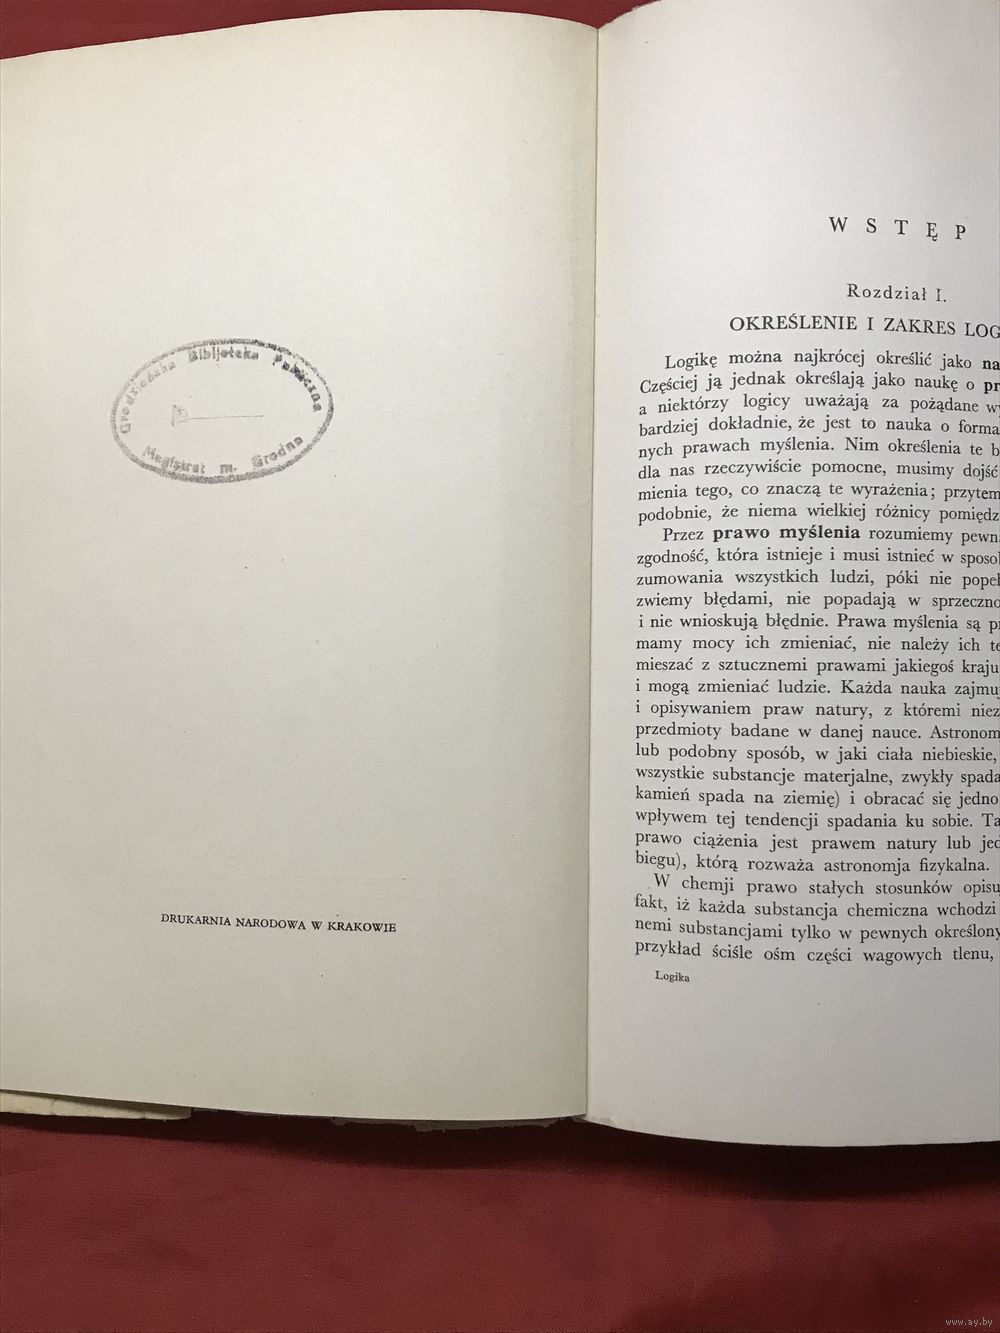 Grodzieńska Bibljoteka Publiczna
Magistrat m. Grodna
DRUKARNIA NARODOWA W KRAKOWIE
WSTĘP
Rozdział I.
OKREŚLENIE I ZAKRES LOG
Logikę można najkrócej określić jako na
Częściej ją jednak określają jako naukę o pr
a niektórzy logicy uważają za pożądane wy
bardziej dokładnie, że jest to nauka o forma
nych prawach myślenia. Nim określenia te b
dla nas rzeczywiście pomocne, musimy dojść
mienia tego, co znaczą te wyrażenia; przytem
podobnie, że niema wielkiej różnicy pomiędz
Przez prawo myślenia rozumiemy pewn
zgodność, która istnieje i musi istnieć w sposo
zumowania wszystkich ludzi, póki nie popeł
zwiemy błędami, nie popadają w sprzeczno
i nie wnioskują błędnie. Prawa myślenia są p
mamy mocy ich zmieniać, nie należy ich te
mieszać z sztucznemi prawami jakiegoś kraju
i mogą zmieniać ludzie. Każda nauka zajmu
i opisywaniem praw natury, z któremi niez
przedmioty badane w danej nauce. Astronom
lub podobny sposób, w jaki ciała niebieskie,
wszystkie substancje materjalne, zwykły spada
kamień spada na ziemię) i obracać się jedno
wpływem tej tendencji spadania ku sobie. Ta
prawo ciążenia jest prawem natury lub jed
biegu), którą rozważa astronomja fizykalna.
W chemji prawo stałych stosunków opisu
fakt, iż każda substancja chemiczna wchodzi
nemi substancjami tylko w pewnych określony
przykład ściśle ośm części wagowych tlenu,
Logika
www.ay.by